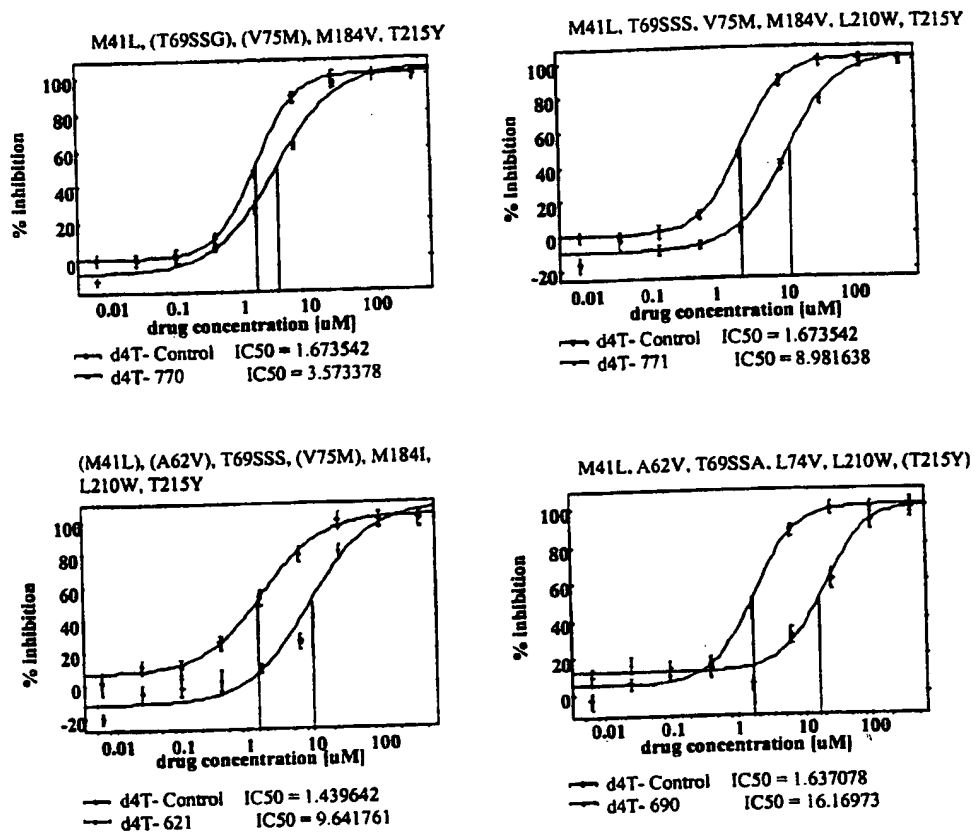 M41L, (T69SSG), (V75M), M184V, T215Y
100
80
60
40
20
0
% inhibition
0.01 0.1 1 10 100
drug concentration [uM]
d4T- Control IC50 = 1.673542
d4T- 770 IC50 = 3.573378
M41L, T69SSS, V75M, M184V, L210W, T215Y
100
80
60
40
20
0
-20
% inhibition
0.01 0.1 1 10 100
drug concentration [uM]
d4T- Control IC50 = 1.673542
d4T- 771 IC50 = 8.981638
(M41L), (A62V), T69SSS, (V75M), M184I,
L210W, T215Y
100
80
60
40
20
0
-20
% inhibition
0.01 0.1 1 10 100
drug concentration [uM]
d4T- Control IC50 = 1.439642
d4T- 621 IC50 = 9.641761
M41L, A62V, T69SSA, L74V, L210W, (T215Y)
100
80
60
40
20
0
% inhibition
0.01 0.1 1 10 100
drug concentration [uM]
d4T- Control IC50 = 1.637078
d4T- 690 IC50 = 16.16973